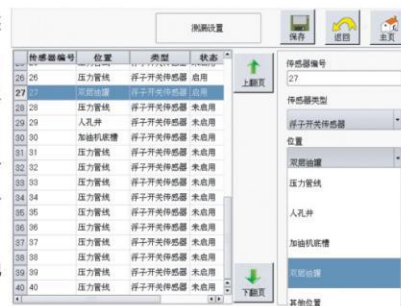 测漏设置
保存 返回 主页
传感器编号 位置 类型 状态
26 26 压力管线 浮子开关传感器 启用
27 27 双层油罐 浮子开关传感器 启用
28 28 压力管线 浮子开关传感器 未启用
29 29 人孔井 浮子开关传感器 未启用
30 30 加油机底槽 浮子开关传感器 未启用
31 31 压力管线 浮子开关传感器 未启用
32 32 压力管线 浮子开关传感器 未启用
33 33 压力管线 浮子开关传感器 未启用
34 34 压力管线 浮子开关传感器 未启用
35 35 压力管线 浮子开关传感器 未启用
36 36 压力管线 浮子开关传感器 未启用
37 37 压力管线 浮子开关传感器 未启用
38 38 压力管线 浮子开关传感器 未启用
39 39 压力管线 浮子开关传感器 未启用
40 40 压力管线 浮子开关传感器 未启用
上翻页
下翻页
传感器编号
27
传感器类型
浮子开关传感器
位置
双层油罐
压力管线
人孔井
加油机底槽
双层油罐
其他位置